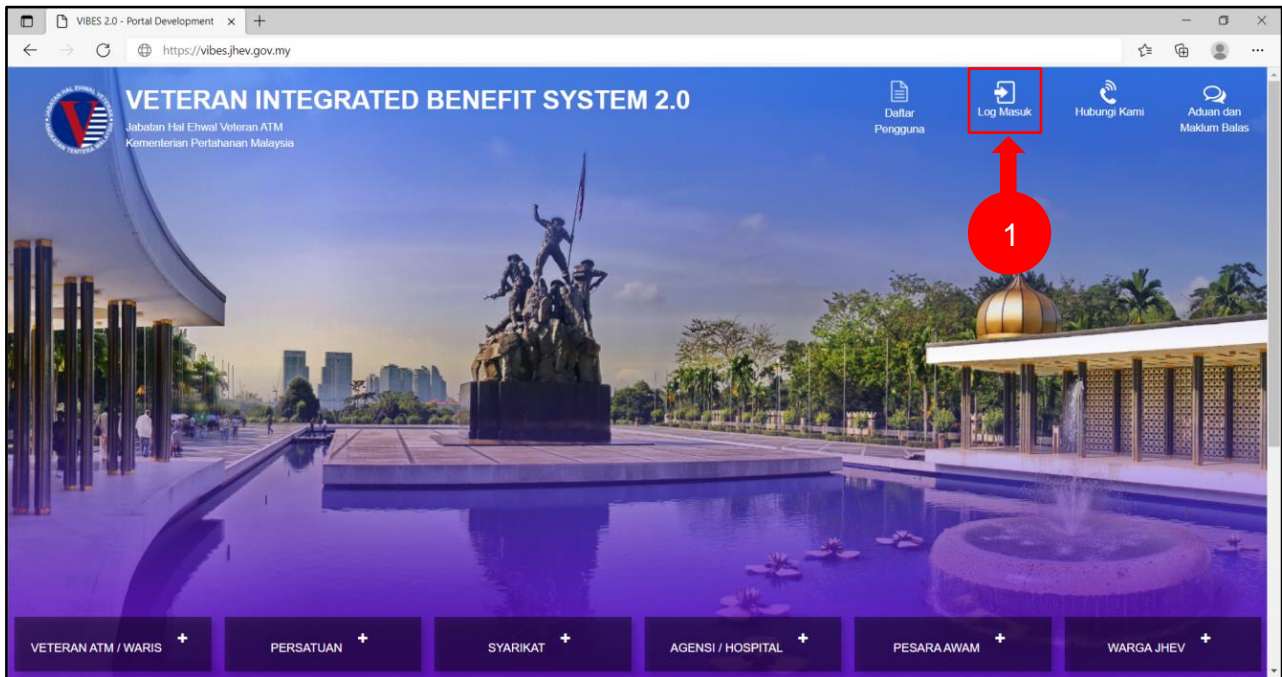 VIBES 2.0 - Portal Development
https://vibes.jhev.gov.my
VETERAN INTEGRATED BENEFIT SYSTEM 2.0
Jabatan Hal Ehwal Veteran ATM
Kementerian Pertahanan Malaysia
Daftar
Pengguna
Log Masuk
Hubungi Kami
Aduan dan
Maklum Balas
1
VETERAN ATM / WARIS
PERSATUAN
SYARIKAT
AGENSI / HOSPITAL
PESARA AWAM
WARGA JHEV